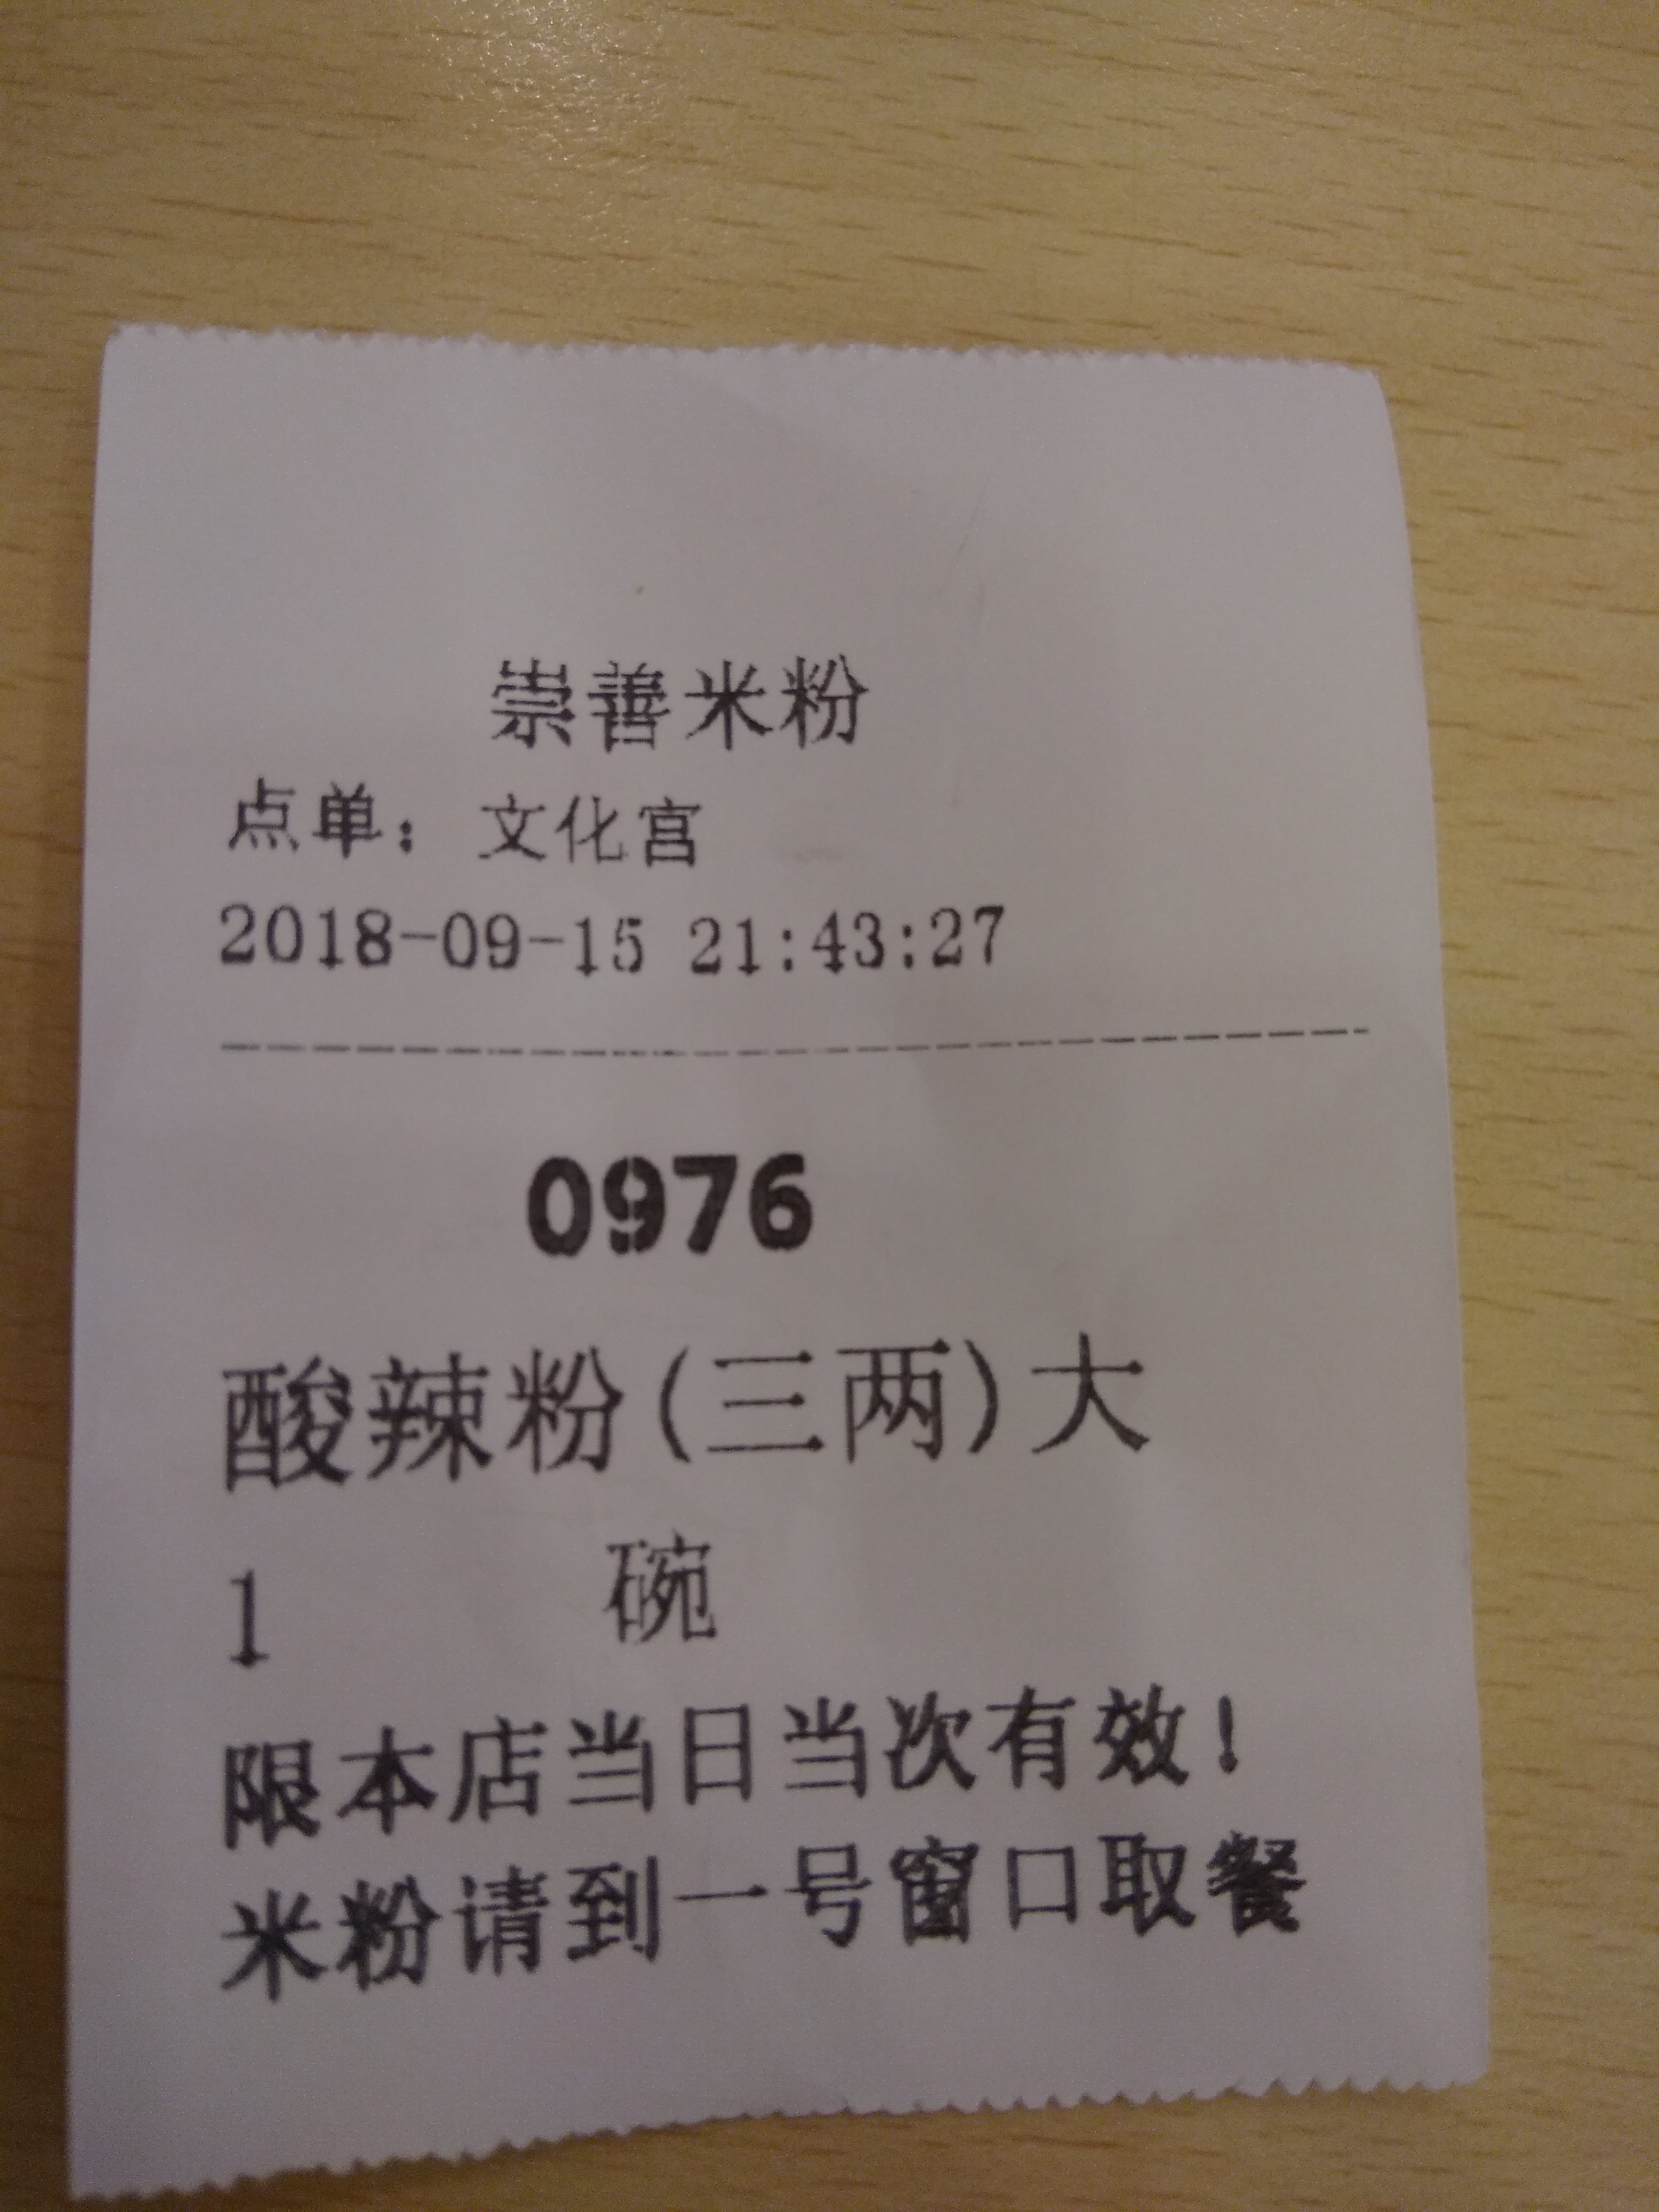 崇善米粉
点单：文化宫
2018-09-15 21:43:27
0976
酸辣粉(三两)大
1 碗
限本店当日当次有效！
米粉请到一号窗口取餐